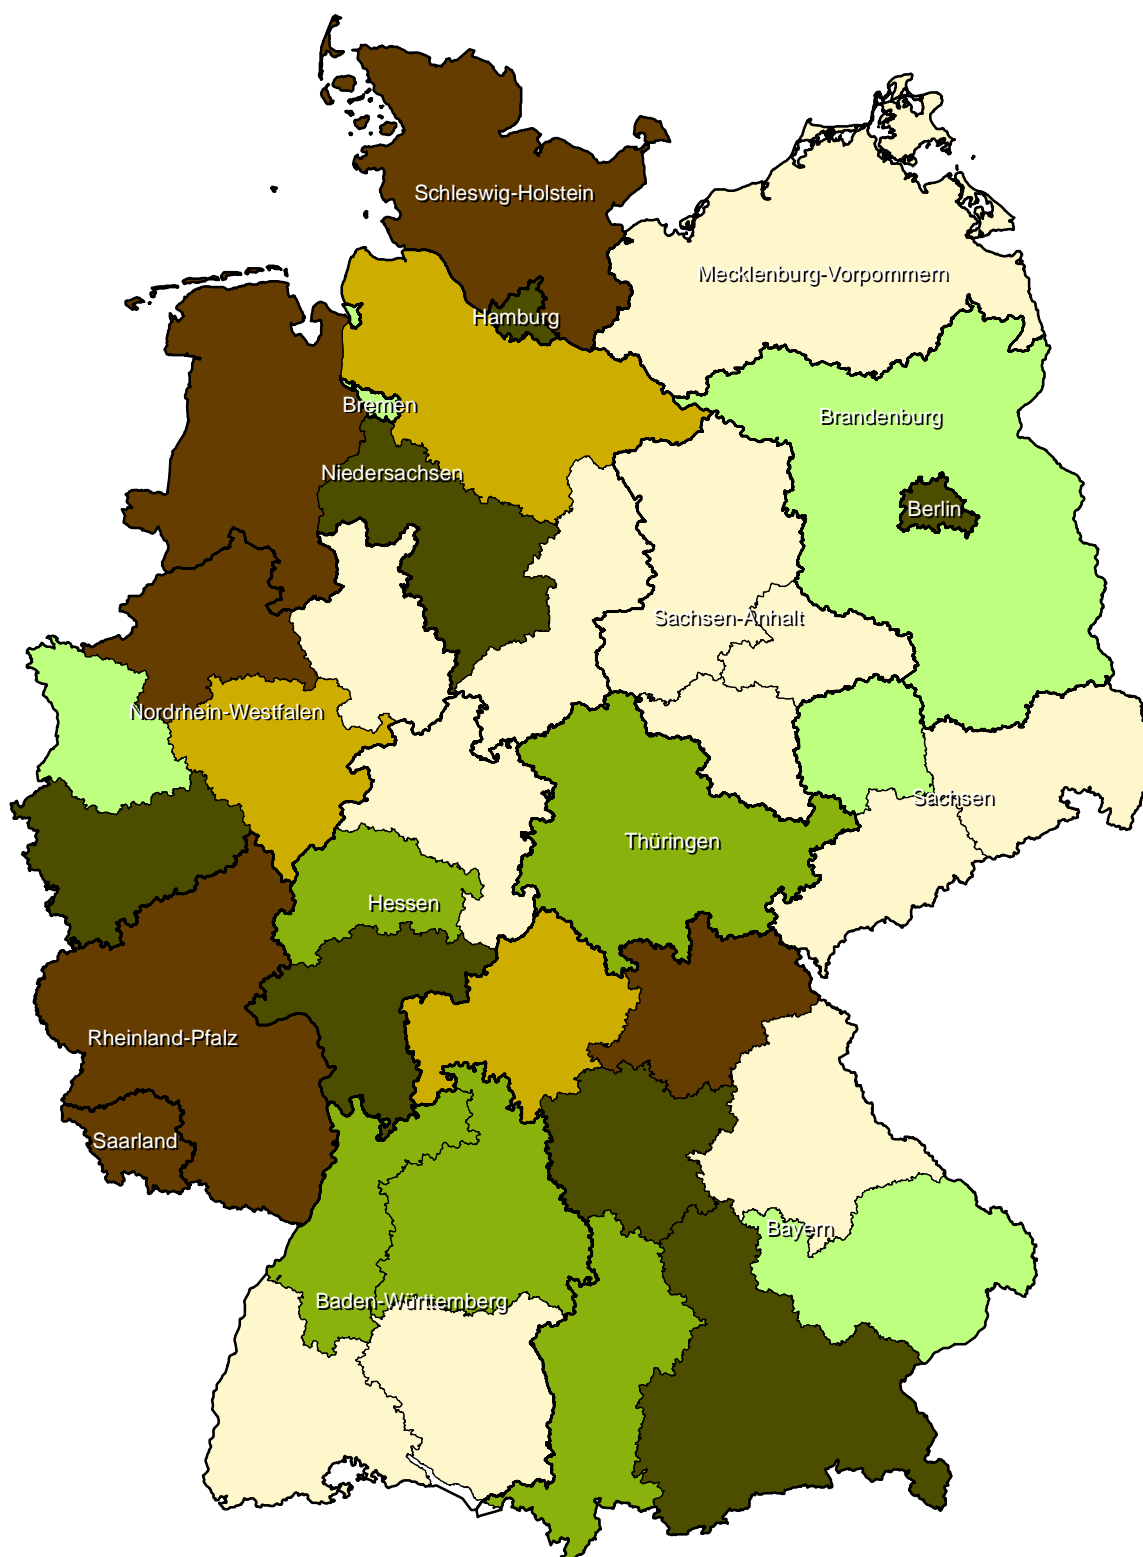 Schleswig-Holstein
Mecklenburg-Vorpommern
Hamburg
Bremen
Brandenburg
Niedersachsen
Berlin
Sachsen-Anhalt
Nordrhein-Westfalen
Sachsen
Thüringen
Hessen
Rheinland-Pfalz
Saarland
Bayern
Baden-Württemberg